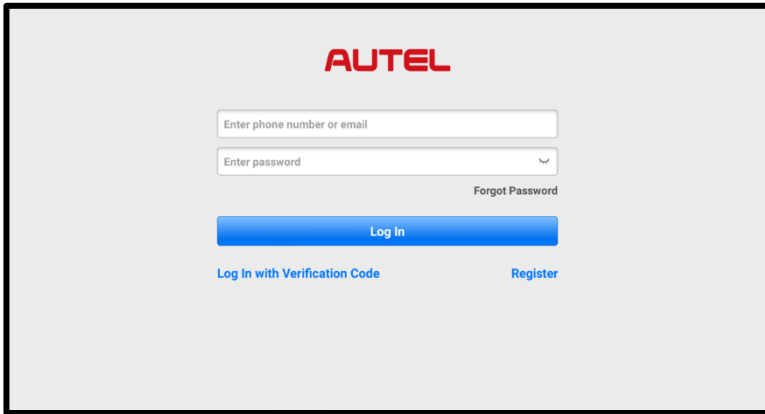 AUTEL
Enter phone number or email
Enter password
Forgot Password
Log In
Log In with Verification Code
Register